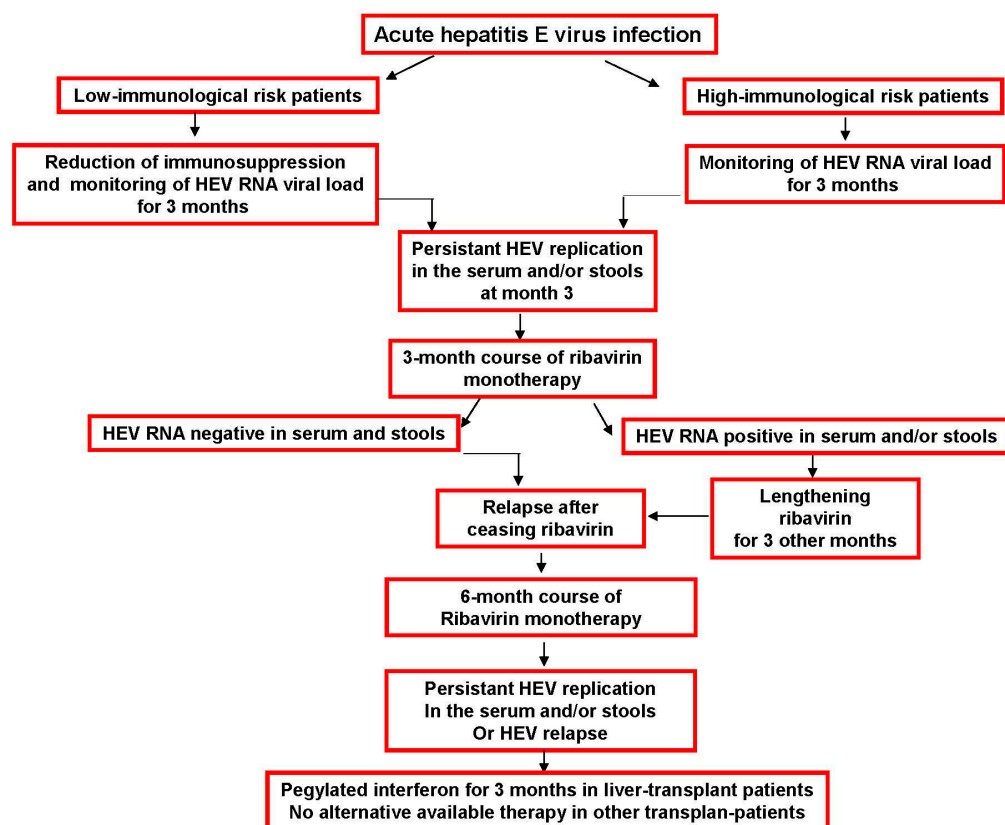 Acute hepatitis E virus infection
Low-immunological risk patients
High-immunological risk patients
Reduction of immunosuppression
and monitoring of HEV RNA viral load
for 3 months
Monitoring of HEV RNA viral load
for 3 months
Persistant HEV replication
in the serum and/or stools
at month 3
3-month course of ribavirin
monotherapy
HEV RNA negative in serum and stools
HEV RNA positive in serum and/or stools
Relapse after
ceasing ribavirin
Lengthening
ribavirin
for 3 other months
6-month course of
Ribavirin monotherapy
Persistant HEV replication
In the serum and/or stools
Or HEV relapse
Pegylated interferon for 3 months in liver-transplant patients
No alternative available therapy in other transplan-patients